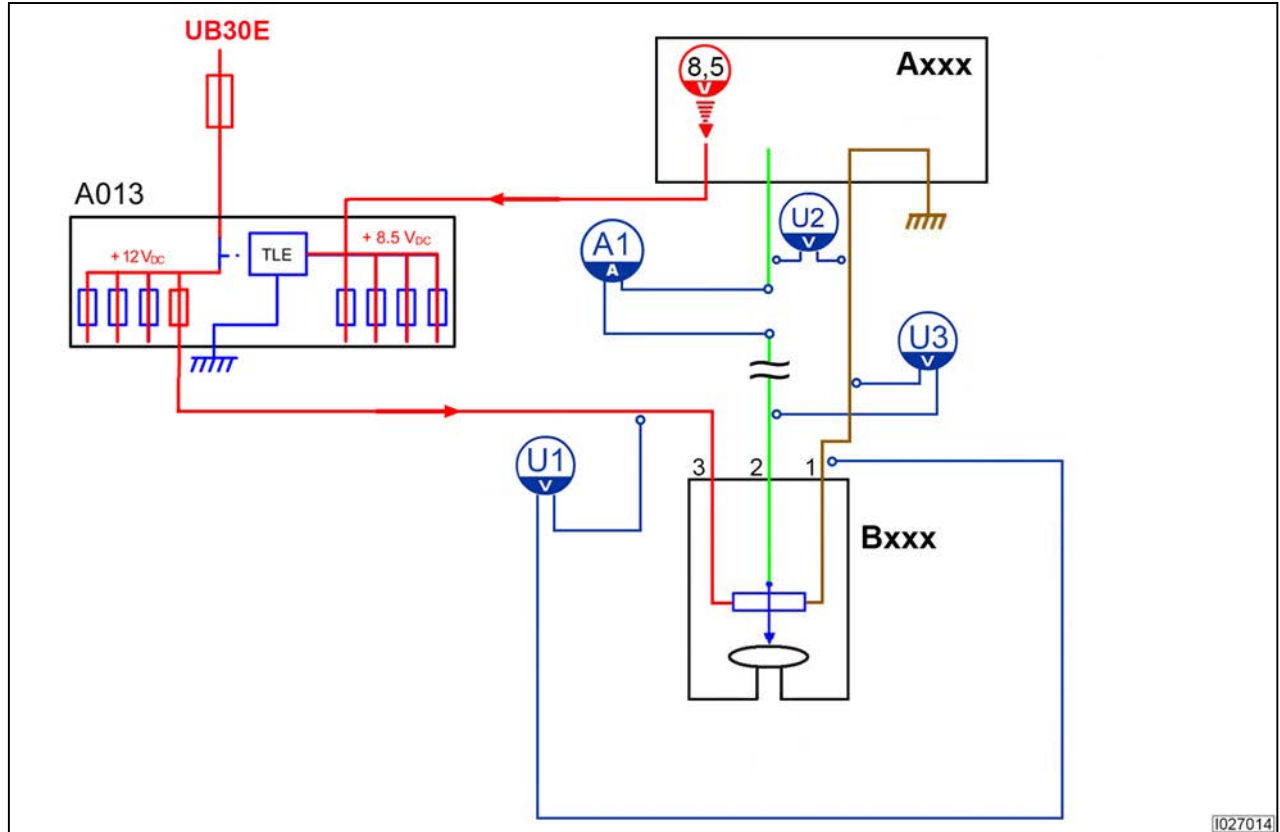 UB30E
8,5
V
Axxx
A013
TLE
+ 12 VDC
+ 8.5 VDC
U2
V
A1
A
U3
V
U1
V
3 2 1
Bxxx
I027014